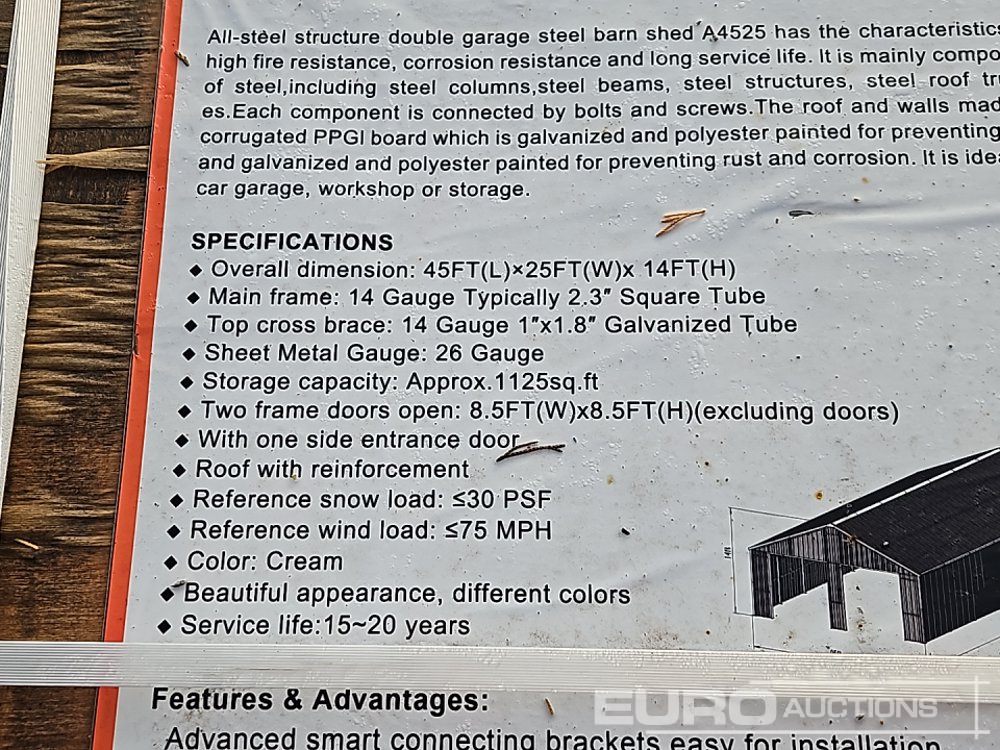 All-steel structure double garage steel barn shed A4525 has the characteristics
high fire resistance, corrosion resistance and long service life. It is mainly compo
of steel,including steel columns,steel beams, steel structures, steel roof tru
es.Each component is connected by bolts and screws.The roof and walls mad
corrugated PPGI board which is galvanized and polyester painted for preventing
and galvanized and polyester painted for preventing rust and corrosion. It is idea
car garage, workshop or storage.
SPECIFICATIONS
◆ Overall dimension: 45FT(L)×25FT(W)x 14FT(H)
◆ Main frame: 14 Gauge Typically 2.3″ Square Tube
◆ Top cross brace: 14 Gauge 1″x1.8″ Galvanized Tube
◆ Sheet Metal Gauge: 26 Gauge
◆ Storage capacity: Approx.1125sq.ft
◆ Two frame doors open: 8.5FT(W)x8.5FT(H)(excluding doors)
◆ With one side entrance door
◆ Roof with reinforcement
◆ Reference snow load: ≤30 PSF
◆ Reference wind load: ≤75 MPH
◆ Color: Cream
◆ Beautiful appearance, different colors
◆ Service life:15~20 years
Features & Advantages:
Advanced smart connecting brackets easy for installation
EURO AUCTIONS